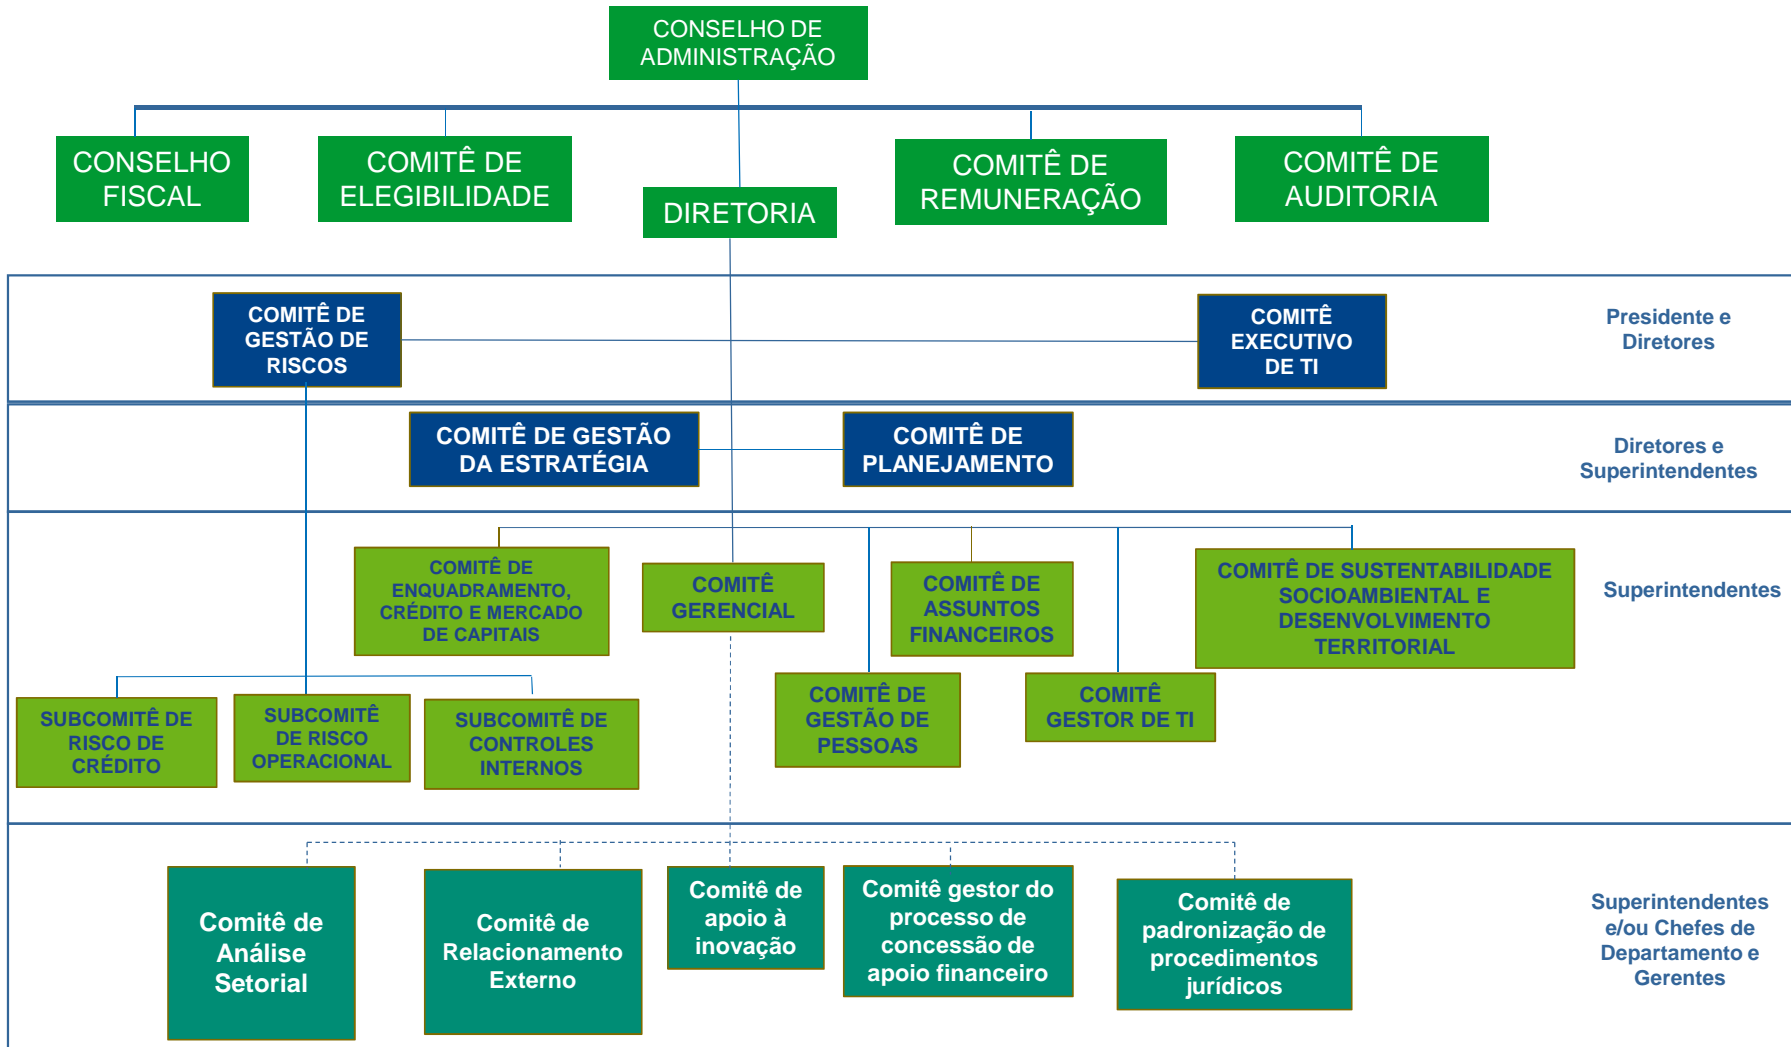 CONSELHO DE
ADMINISTRAÇÃO
CONSELHO
FISCAL
COMITÊ DE
ELEGIBILIDADE
DIRETORIA
COMITÊ DE
REMUNERAÇÃO
COMITÊ DE
AUDITORIA
COMITÊ DE
GESTÃO DE
RISCOS
COMITÊ
EXECUTIVO
DE TI
Presidente e
Diretores
COMITÊ DE GESTÃO
DA ESTRATÉGIA
COMITÊ DE
PLANEJAMENTO
Diretores e
Superintendentes
COMITÊ DE
ENQUADRAMENTO,
CRÉDITO E MERCADO
DE CAPITAIS
COMITÊ
GERENCIAL
COMITÊ DE
ASSUNTOS
FINANCEIROS
COMITÊ DE SUSTENTABILIDADE
SOCIOAMBIENTAL E
DESENVOLVIMENTO
TERRITORIAL
Superintendentes
SUBCOMITÊ DE
RISCO DE
CRÉDITO
SUBCOMITÊ
DE RISCO
OPERACIONAL
SUBCOMITÊ DE
CONTROLES
INTERNOS
COMITÊ DE
GESTÃO DE
PESSOAS
COMITÊ
GESTOR DE TI
Comitê de
Análise
Setorial
Comitê de
Relacionamento
Externo
Comitê de
apoio à
inovação
Comitê gestor do
processo de
concessão de
apoio financeiro
Comitê de
padronização de
procedimentos
jurídicos
Superintendentes
e/ou Chefes de
Departamento e
Gerentes